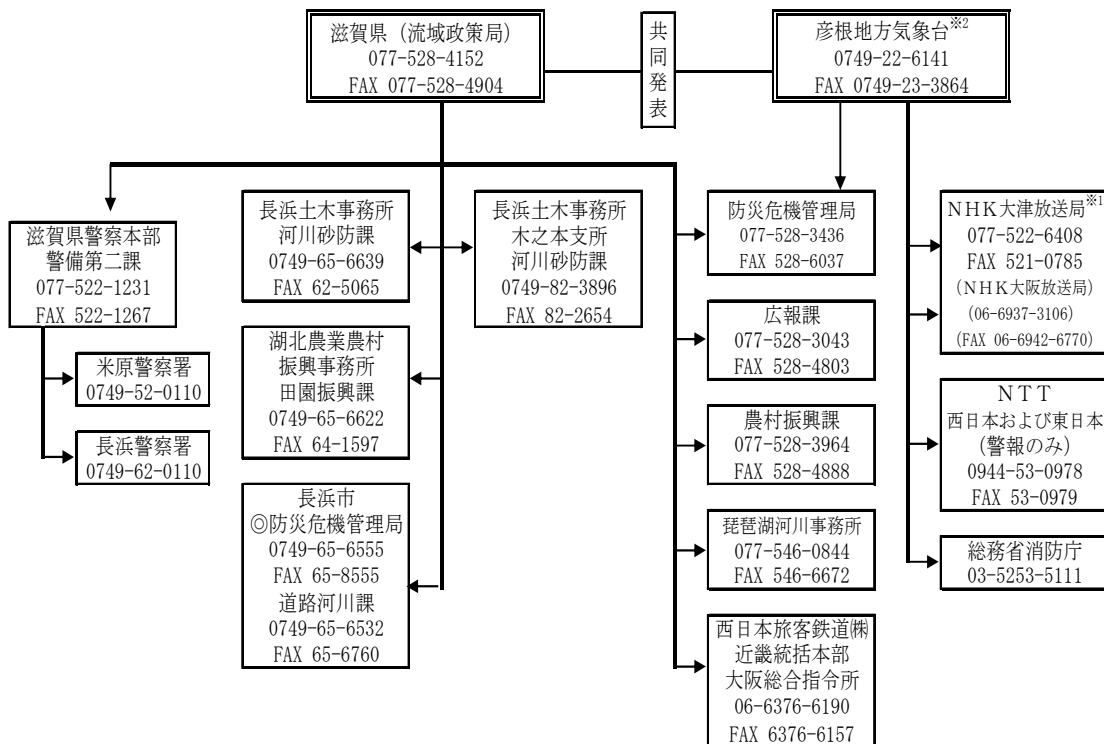 滋賀県（流域政策局）
077-528-4152
FAX 077-528-4904
共同発表
彦根地方気象台※2
0749-22-6141
FAX 0749-23-3864
滋賀県警察本部
警備第二課
077-522-1231
FAX 522-1267
米原警察署
0749-52-0110
長浜警察署
0749-62-0110
長浜土木事務所
河川砂防課
0749-65-6639
FAX 62-5065
湖北農業農村
振興事務所
田園振興課
0749-65-6622
FAX 64-1597
長浜市
◎防災危機管理局
0749-65-6555
FAX 65-8555
道路河川課
0749-65-6532
FAX 65-6760
長浜土木事務所
木之本支所
河川砂防課
0749-82-3896
FAX 82-2654
防災危機管理局
077-528-3436
FAX 528-6037
広報課
077-528-3043
FAX 528-4803
農村振興課
077-528-3964
FAX 528-4888
琵琶湖河川事務所
077-546-0844
FAX 546-6672
西日本旅客鉄道㈱
近畿統括本部
大阪総合指令所
06-6376-6190
FAX 6376-6157
ＮＨＫ大津放送局※1
077-522-6408
FAX 521-0785
(ＮＨＫ大阪放送局)
(06-6937-3106)
(FAX 06-6942-6770)
ＮＴＴ
西日本および東日本
(警報のみ)
0944-53-0978
FAX 53-0979
総務省消防庁
03-5253-5111